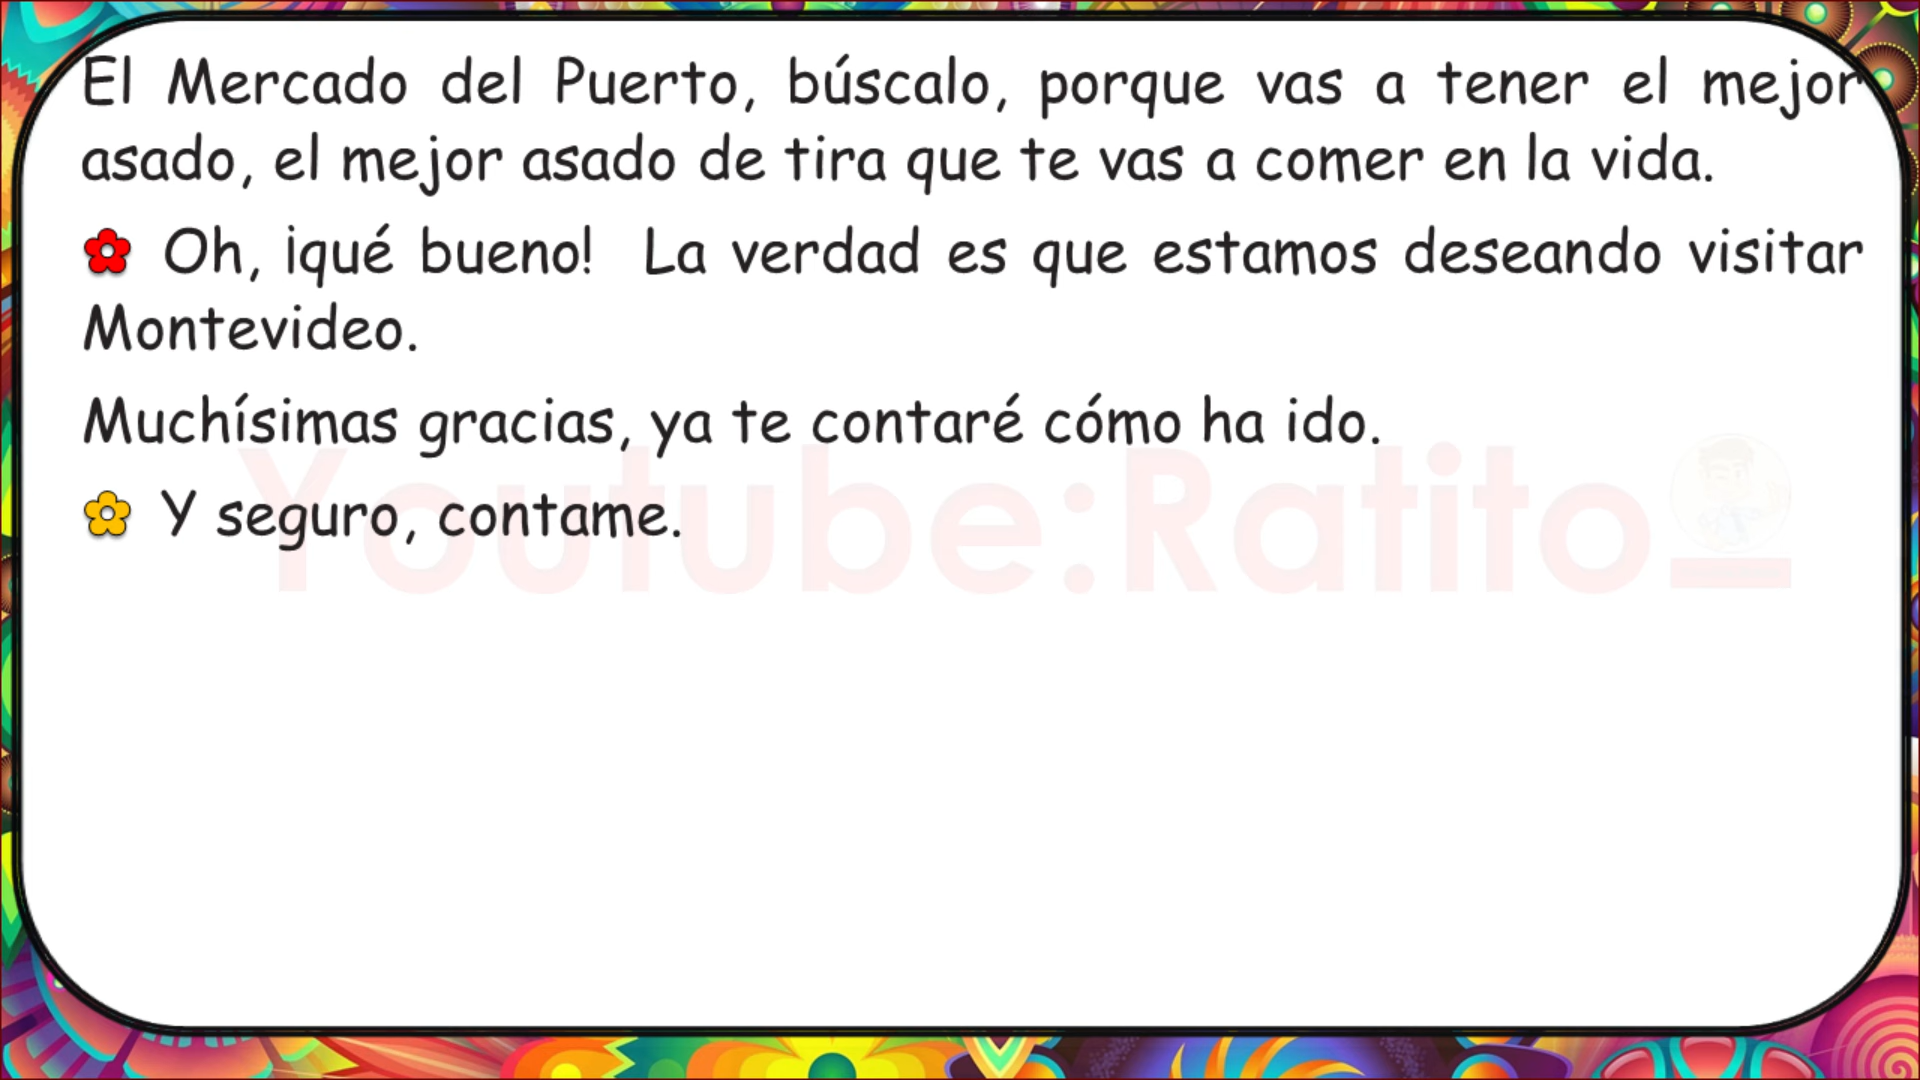 El Mercado del Puerto, búscalo, porque vas a tener el mejor
asado, el mejor asado de tira que te vas a comer en la vida.
Oh, ¡qué bueno! La verdad es que estamos deseando visitar
Montevideo.
Muchísimas gracias, ya te contaré cómo ha ido.
Y seguro, contame.
Youtube:Ratito